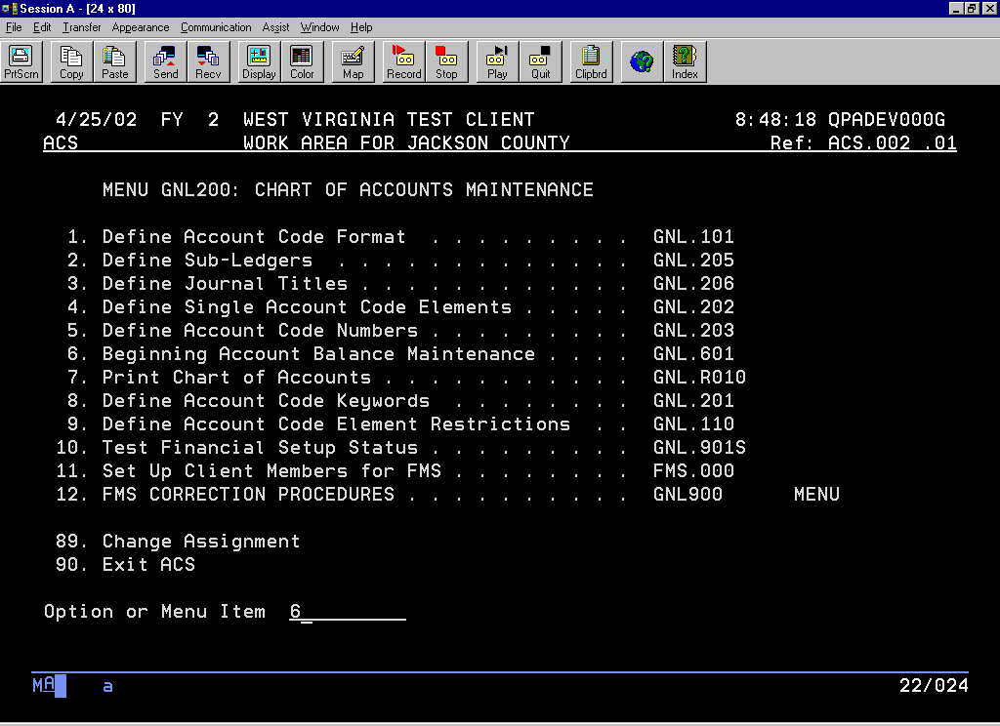 Session A - [24 x 80]
File Edit Transfer Appearance Communication Assist Window Help
PrtScrn Copy Paste Send Recv Display Color Map Record Stop Play Quit Clipbrd Index
4/25/02 FY 2 WEST VIRGINIA TEST CLIENT 8:48:18 QPADEV000G
ACS WORK AREA FOR JACKSON COUNTY Ref: ACS.002 .01
MENU GNL200: CHART OF ACCOUNTS MAINTENANCE
1. Define Account Code Format . . . . . . . . . GNL.101
2. Define Sub-Ledgers . . . . . . . . . . . . . GNL.205
3. Define Journal Titles . . . . . . . . . . . . GNL.206
4. Define Single Account Code Elements . . . . . GNL.202
5. Define Account Code Numbers . . . . . . . . . GNL.203
6. Beginning Account Balance Maintenance . . . . GNL.601
7. Print Chart of Accounts . . . . . . . . . . . GNL.R010
8. Define Account Code Keywords . . . . . . . . GNL.201
9. Define Account Code Element Restrictions . . GNL.110
10. Test Financial Setup Status . . . . . . . . . GNL.901S
11. Set Up Client Members for FMS . . . . . . . . FMS.000
12. FMS CORRECTION PROCEDURES . . . . . . . . . . GNL900 MENU
89. Change Assignment
90. Exit ACS
Option or Menu Item 6
MA a 22/024